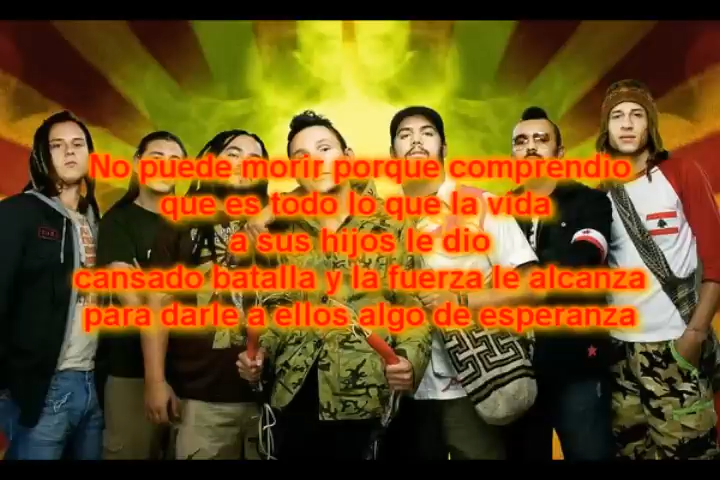 No puede morir porque comprendio
que es todo lo que la vida
a sus hijos le dio
cansado batalla y la fuerza le alcanza
para darle a ellos algo de esperanza